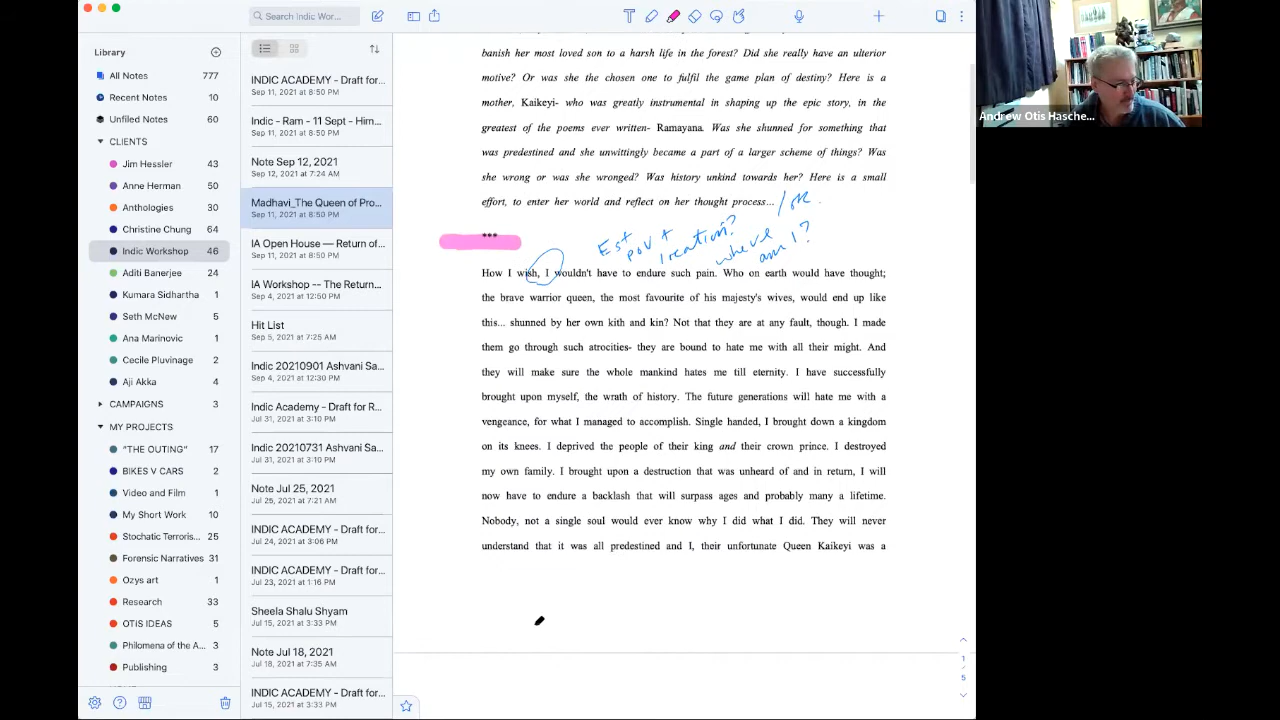 Search Indic Wor...
Library
All Notes 777
Recent Notes 10
Unfiled Notes 60
CLIENTS
Jim Hessler 43
Anne Herman 50
Anthologies 30
Christine Chung 64
Indic Workshop 46
Aditi Banerjee 24
Kumara Sidhartha 1
Seth McNew 5
Ana Marinovic 1
Cecile Pluvinage 2
Aji Akka 4
CAMPAIGNS 3
MY PROJECTS
"THE OUTING" 17
BIKES V CARS 2
Video and Film 1
My Short Work 10
Stochatic Terroris... 25
Forensic Narratives 31
Ozys art 1
Research 33
OTIS IDEAS 5
Philomena of the A... 3
Publishing 3
INDIC ACADEMY - Draft for...
Sep 11, 2021 at 8:50 PM
Indic - Ram - 11 Sept - Him...
Sep 11, 2021 at 8:50 PM
Note Sep 12, 2021
Sep 12, 2021 at 7:24 AM
Madhavi_The Queen of Pro...
Sep 11, 2021 at 8:50 PM
IA Open House — Return of...
Sep 4, 2021 at 12:50 PM
IA Workshop -- The Return...
Sep 4, 2021 at 12:50 PM
Hit List
Sep 5, 2021 at 7:25 AM
Indic 20210901 Ashvani Sa...
Sep 4, 2021 at 12:30 PM
Indic Academy - Draft for R...
Jul 31, 2021 at 3:10 PM
Indic 20210731 Ashvani Sa...
Jul 31, 2021 at 3:10 PM
Note Jul 25, 2021
Jul 25, 2021 at 7:21 AM
INDIC ACADEMY - Draft for...
Jul 24, 2021 at 3:06 PM
INDIC ACADEMY - Draft for...
Jul 23, 2021 at 1:16 PM
Sheela Shalu Shyam
Jul 15, 2021 at 3:33 PM
Note Jul 18, 2021
Jul 18, 2021 at 7:35 AM
INDIC ACADEMY - Draft for...
Jul 15, 2021 at 3:33 PM
banish her most loved son to a harsh life in the forest? Did she really have an ulterior
motive? Or was she the chosen one to fulfil the game plan of destiny? Here is a
mother, Kaikeyi- who was greatly instrumental in shaping up the epic story, in the
greatest of the poems ever written- Ramayana. Was she shunned for something that
was predestined and she unwittingly became a part of a larger scheme of things? Was
she wrong or was she wronged? Was history unkind towards her? Here is a small
effort, to enter her world and reflect on her thought process...
***
Est POV + location? where am I?
How I wish, I wouldn't have to endure such pain. Who on earth would have thought;
the brave warrior queen, the most favourite of his majesty's wives, would end up like
this... shunned by her own kith and kin? Not that they are at any fault, though. I made
them go through such atrocities- they are bound to hate me with all their might. And
they will make sure the whole mankind hates me till eternity. I have successfully
brought upon myself, the wrath of history. The future generations will hate me with a
vengeance, for what I managed to accomplish. Single handed, I brought down a kingdom
on its knees. I deprived the people of their king and their crown prince. I destroyed
my own family. I brought upon a destruction that was unheard of and in return, I will
now have to endure a backlash that will surpass ages and probably many a lifetime.
Nobody, not a single soul would ever know why I did what I did. They will never
understand that it was all predestined and I, their unfortunate Queen Kaikeyi was a
1
5
Andrew Otis Hasche...